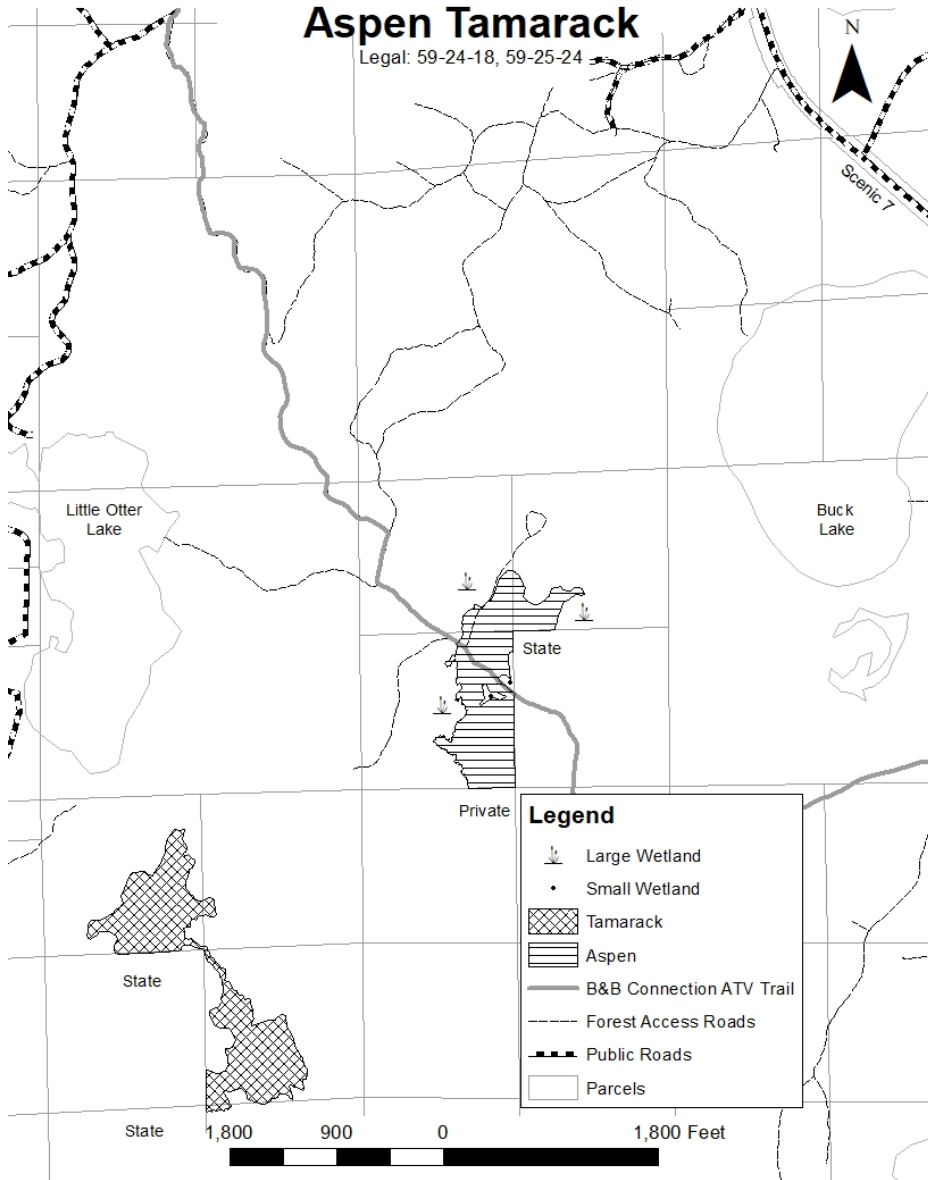 Aspen Tamarack
Legal: 59-24-18, 59-25-24
N
Scenic 7
Little Otter
Lake
Buck
Lake
State
Private
Legend
Large Wetland
Small Wetland
Tamarack
Aspen
B&B Connection ATV Trail
Forest Access Roads
Public Roads
Parcels
State
State
1,800 900 0 1,800 Feet